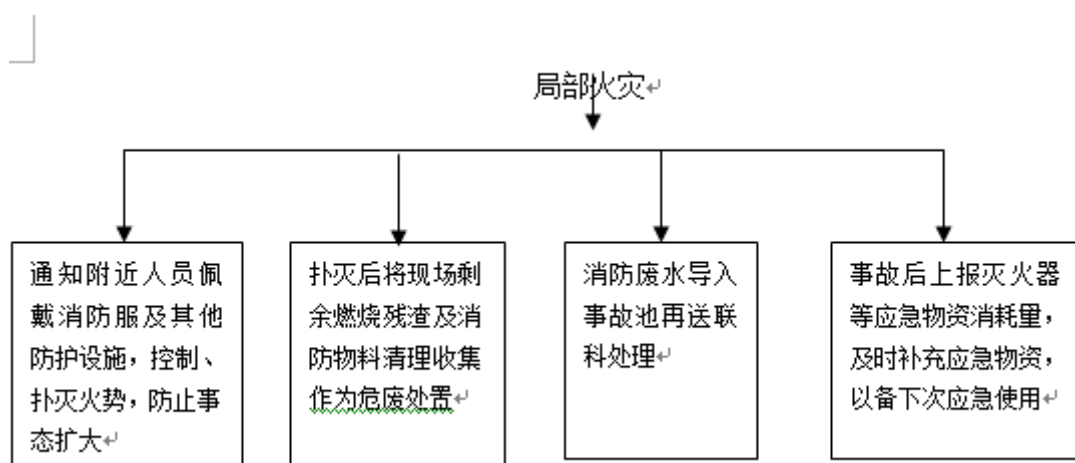 局部火灾
通知附近人员佩
戴消防服及其他
防护设施，控制、
扑灭火势，防止事
态扩大
扑灭后将现场剩
余燃烧残渣及消
防物料清理收集
作为危废处置
消防废水导入
事故池再送联
科处理
事故后上报灭火器
等应急物资消耗量，
及时补充应急物资，
以备下次应急使用